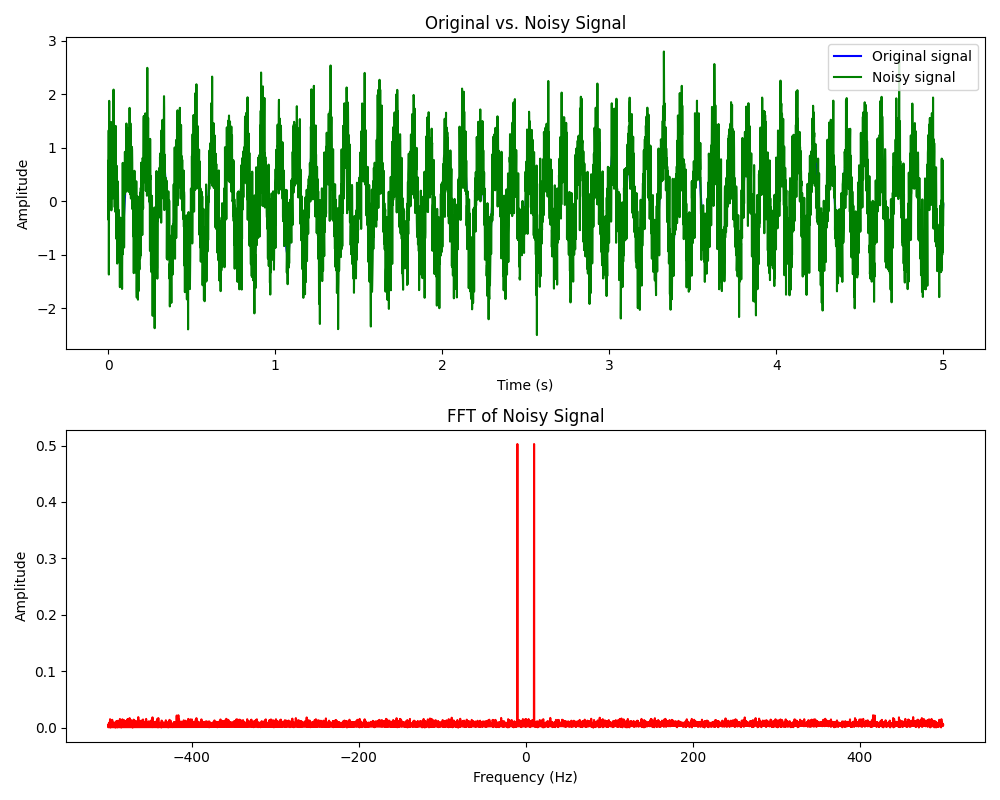 Original vs. Noisy Signal
Amplitude
3
2
1
0
−1
−2
Original signal
Noisy signal
0 1 2 3 4 5
Time (s)
FFT of Noisy Signal
Amplitude
0.5
0.4
0.3
0.2
0.1
0.0
−400 −200 0 200 400
Frequency (Hz)